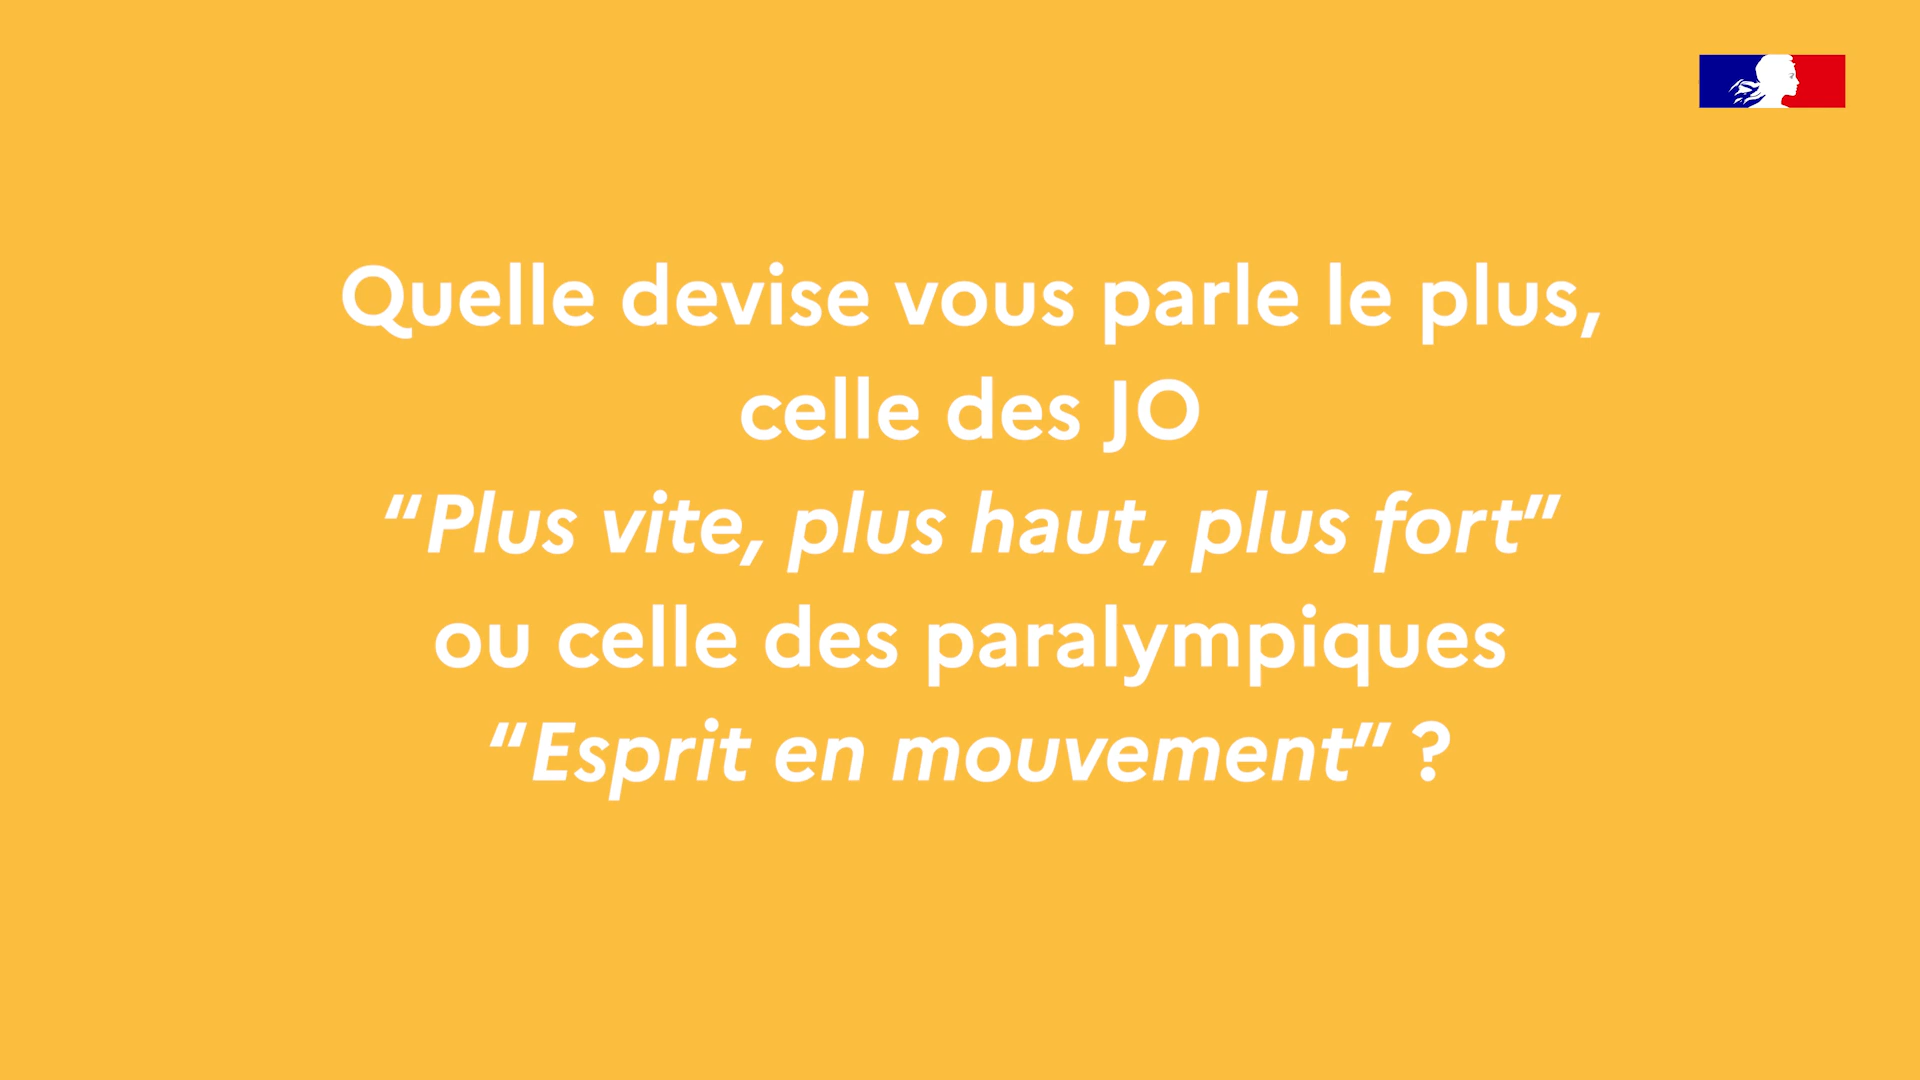 Quelle devise vous parle le plus,
celle des JO
“Plus vite, plus haut, plus fort”
ou celle des paralympiques
“Esprit en mouvement” ?